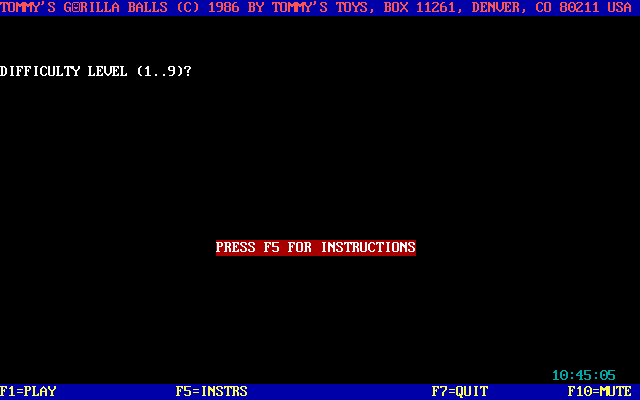 TOMMY'S GORILLA BALLS (C) 1986 BY TOMMY'S TOYS, BOX 11261, DENVER, CO 80211 USA
DIFFICULTY LEVEL (1..9)?
PRESS F5 FOR INSTRUCTIONS
10:45:05
F1=PLAY F5=INSTRS F7=QUIT F10=MUTE